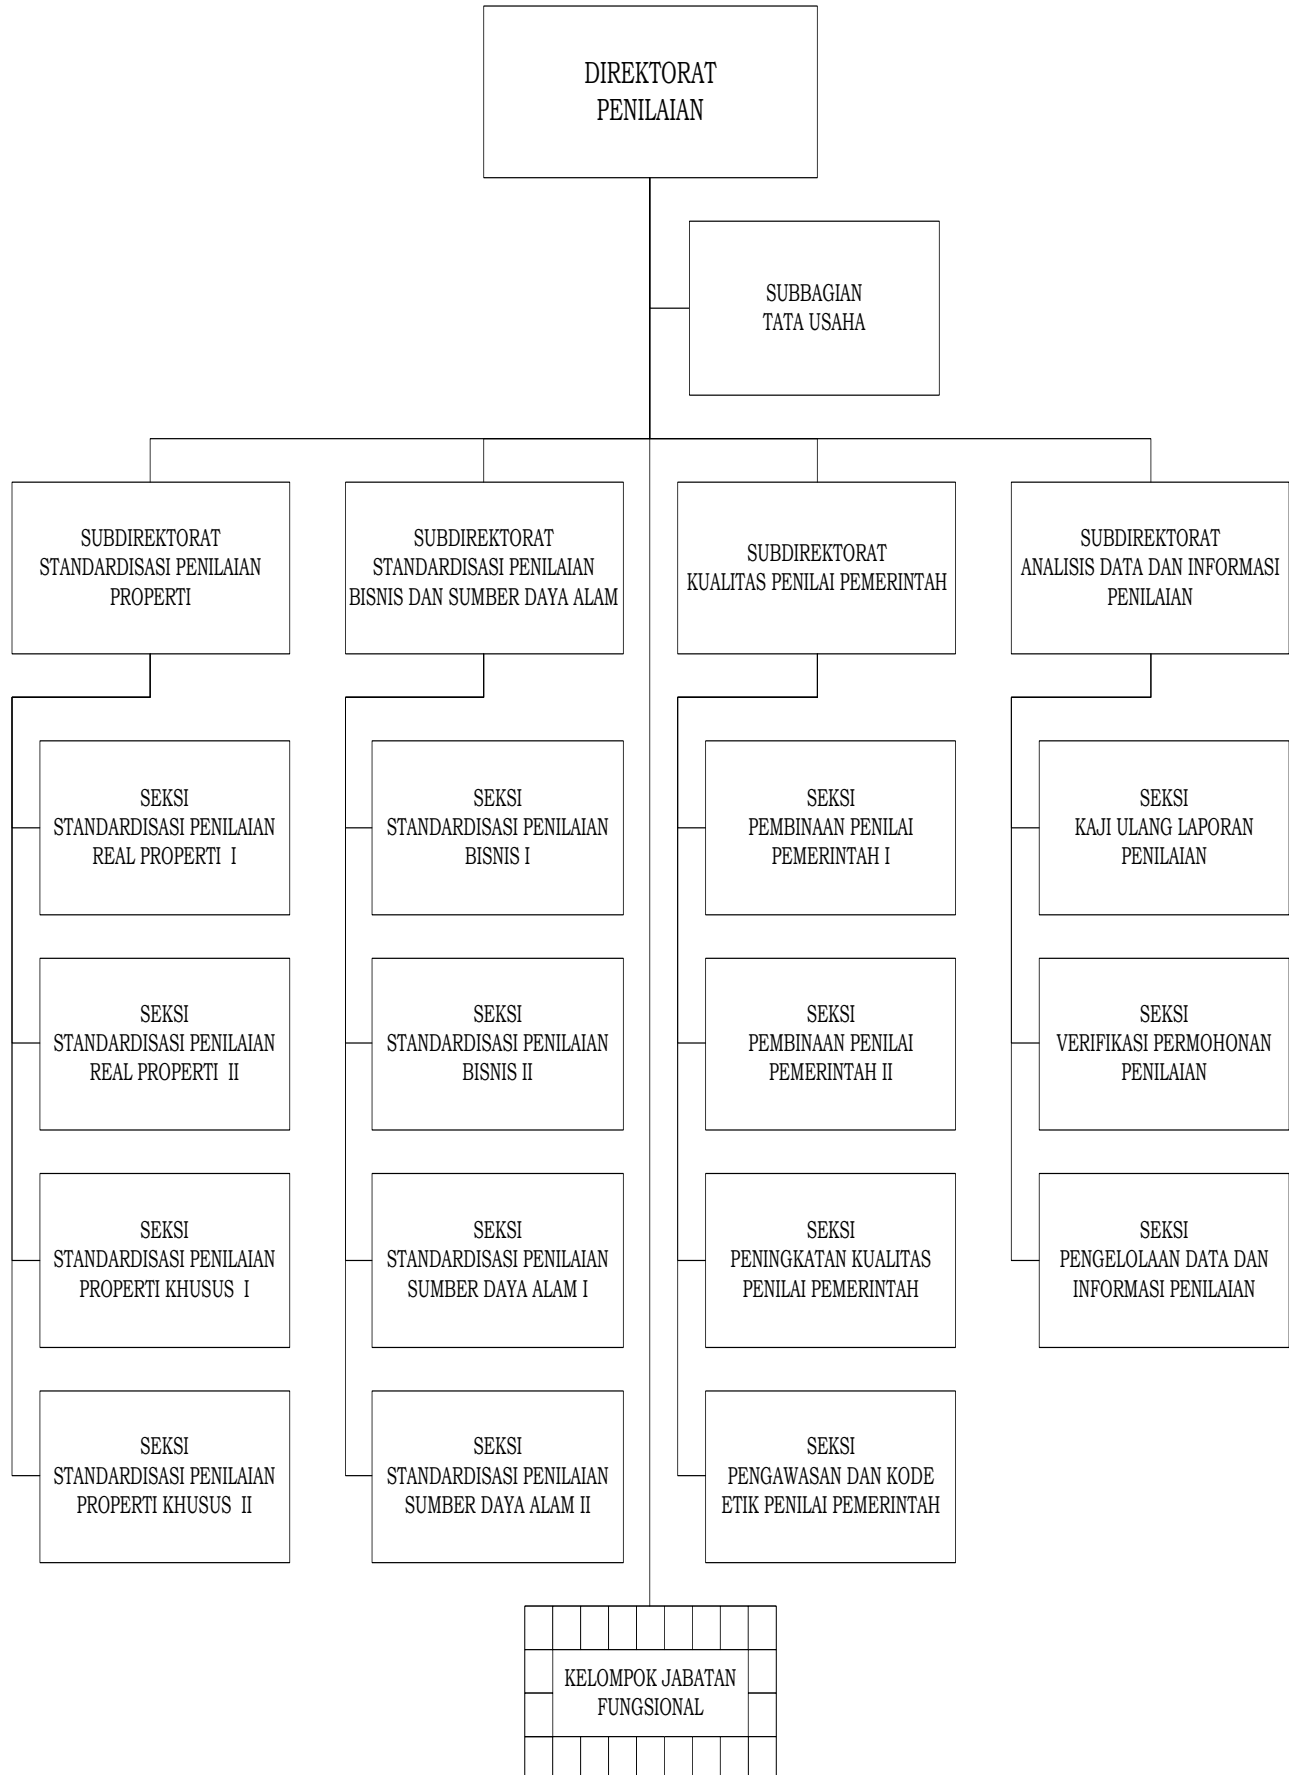 DIREKTORAT
PENILAIAN
SUBBAGIAN
TATA USAHA
SUBDIREKTORAT
STANDARDISASI PENILAIAN
PROPERTI
SUBDIREKTORAT
STANDARDISASI PENILAIAN
BISNIS DAN SUMBER DAYA ALAM
SUBDIREKTORAT
KUALITAS PENILAI PEMERINTAH
SUBDIREKTORAT
ANALISIS DATA DAN INFORMASI
PENILAIAN
SEKSI
STANDARDISASI PENILAIAN
REAL PROPERTI I
SEKSI
STANDARDISASI PENILAIAN
BISNIS I
SEKSI
PEMBINAAN PENILAI
PEMERINTAH I
SEKSI
KAJI ULANG LAPORAN
PENILAIAN
SEKSI
STANDARDISASI PENILAIAN
REAL PROPERTI II
SEKSI
STANDARDISASI PENILAIAN
BISNIS II
SEKSI
PEMBINAAN PENILAI
PEMERINTAH II
SEKSI
VERIFIKASI PERMOHONAN
PENILAIAN
SEKSI
STANDARDISASI PENILAIAN
PROPERTI KHUSUS I
SEKSI
STANDARDISASI PENILAIAN
SUMBER DAYA ALAM I
SEKSI
PENINGKATAN KUALITAS
PENILAI PEMERINTAH
SEKSI
PENGELOLAAN DATA DAN
INFORMASI PENILAIAN
SEKSI
STANDARDISASI PENILAIAN
PROPERTI KHUSUS II
SEKSI
STANDARDISASI PENILAIAN
SUMBER DAYA ALAM II
SEKSI
PENGAWASAN DAN KODE
ETIK PENILAI PEMERINTAH
KELOMPOK JABATAN
FUNGSIONAL